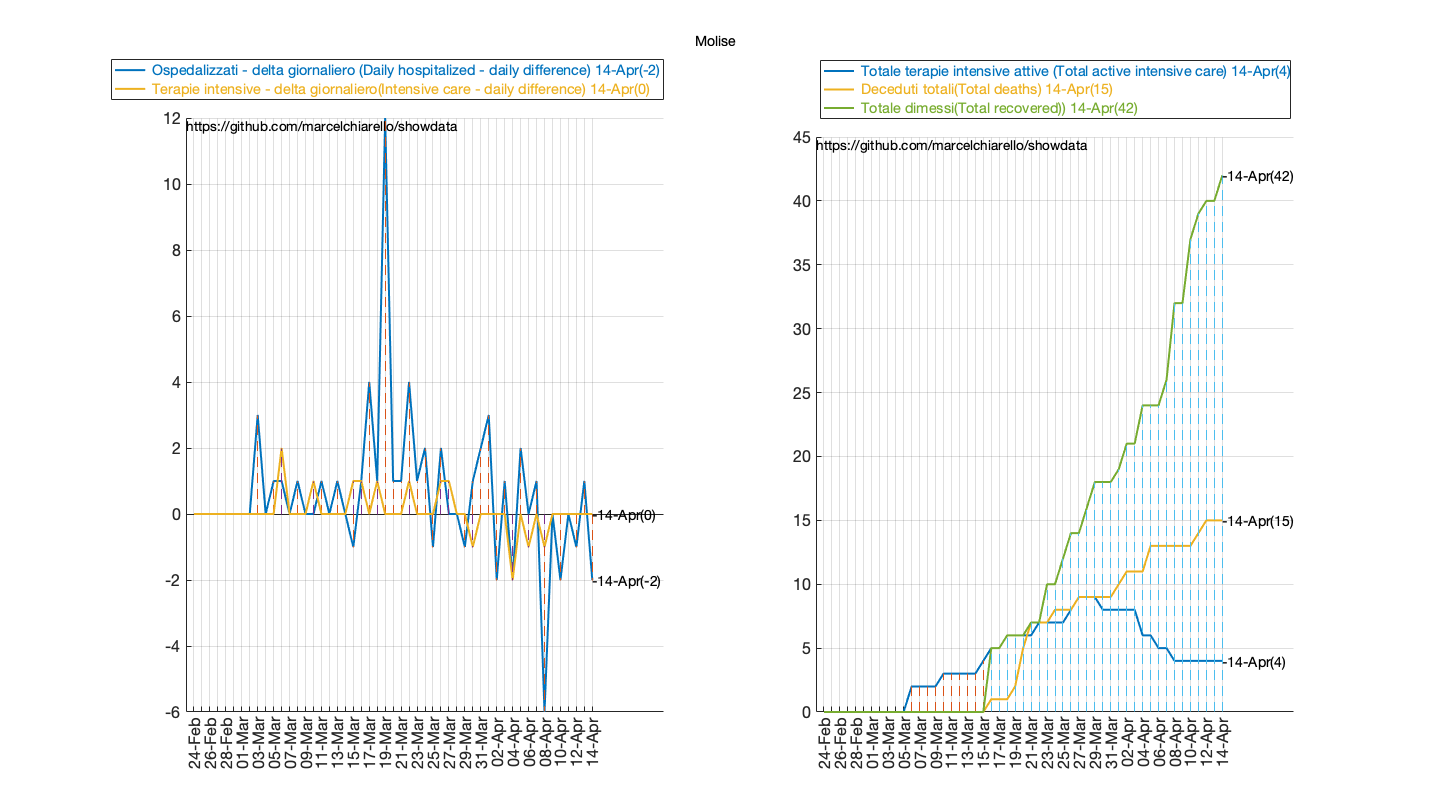 Molise
Ospedalizzati - delta giornaliero (Daily hospitalized - daily difference) 14-Apr(-2)
Terapie intensive - delta giornaliero(Intensive care - daily difference) 14-Apr(0)
https://github.com/marcelchiarello/showdata
12
10
8
6
4
2
0
-2
-4
-6
-14-Apr(0)
-14-Apr(-2)
24-Feb
26-Feb
28-Feb
01-Mar
03-Mar
05-Mar
07-Mar
09-Mar
11-Mar
13-Mar
15-Mar
17-Mar
19-Mar
21-Mar
23-Mar
25-Mar
27-Mar
29-Mar
31-Mar
02-Apr
04-Apr
06-Apr
08-Apr
10-Apr
12-Apr
14-Apr
Totale terapie intensive attive (Total active intensive care) 14-Apr(4)
Deceduti totali(Total deaths) 14-Apr(15)
Totale dimessi(Total recovered)) 14-Apr(42)
https://github.com/marcelchiarello/showdata
45
40
35
30
25
20
15
10
5
0
-14-Apr(42)
-14-Apr(15)
-14-Apr(4)
24-Feb
26-Feb
28-Feb
01-Mar
03-Mar
05-Mar
07-Mar
09-Mar
11-Mar
13-Mar
15-Mar
17-Mar
19-Mar
21-Mar
23-Mar
25-Mar
27-Mar
29-Mar
31-Mar
02-Apr
04-Apr
06-Apr
08-Apr
10-Apr
12-Apr
14-Apr